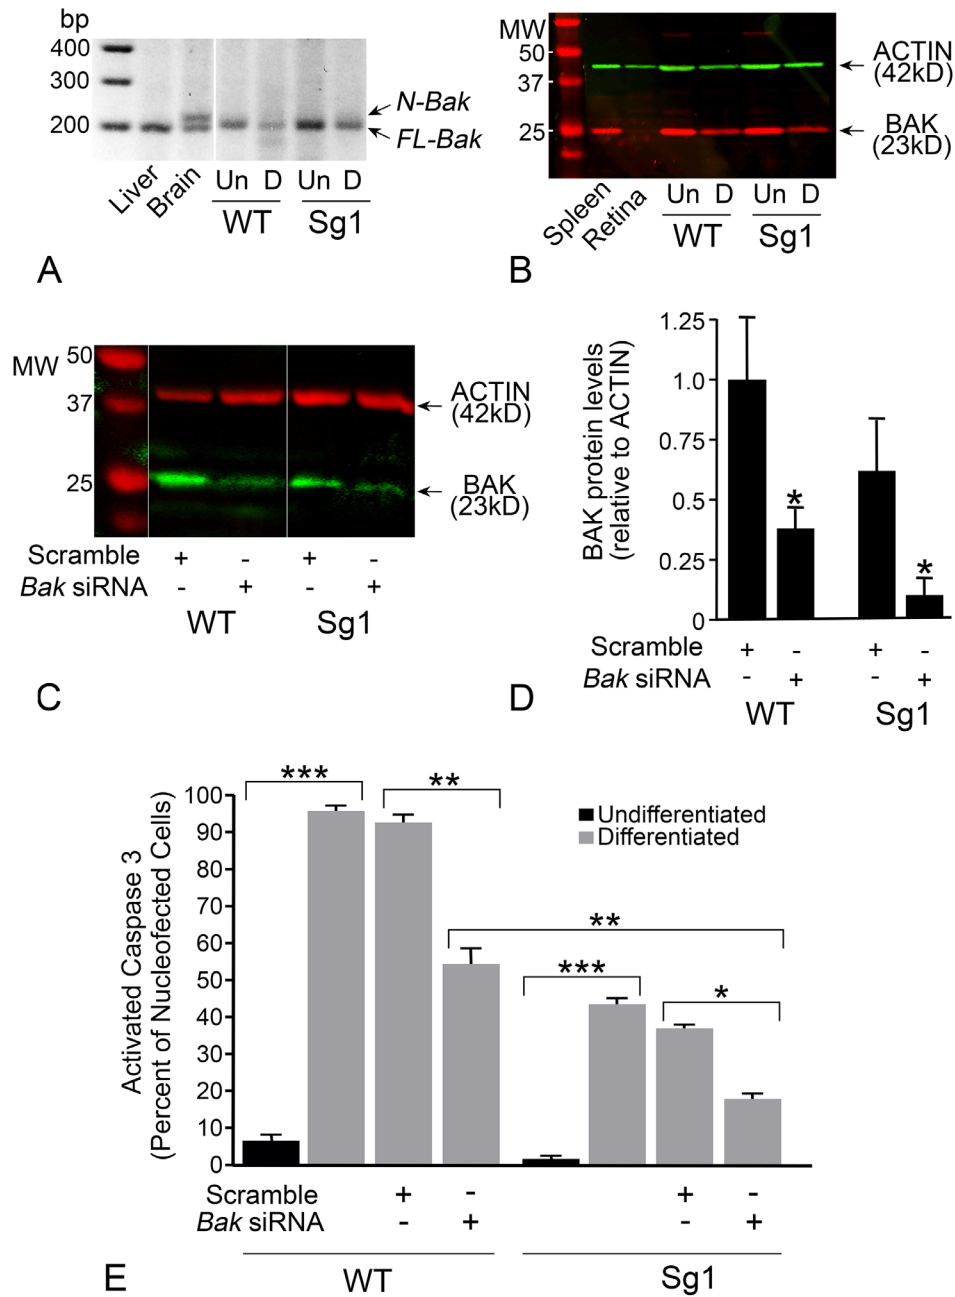 bp
400
300
200
N-Bak
FL-Bak
Liver
Brain
Un D
Un D
WT
Sg1
A
MW
50
37
25
ACTIN
(42kD)
BAK
(23kD)
Spleen
Retina
Un D
Un D
WT
Sg1
B
MW
50
37
25
ACTIN
(42kD)
BAK
(23kD)
Scramble + - + -
Bak siRNA - + - +
WT
Sg1
C
BAK protein levels
(relative to ACTIN)
1.25
1.0
0.75
0.5
0.25
0
*
*
Scramble + - + -
Bak siRNA - + - +
WT
Sg1
D
Activated Caspase 3
(Percent of Nucleofected Cells)
100
90
80
70
60
50
40
30
20
10
0
***
**
**
***
*
Undifferentiated
Differentiated
Scramble + - + -
Bak siRNA - + - +
WT
Sg1
E